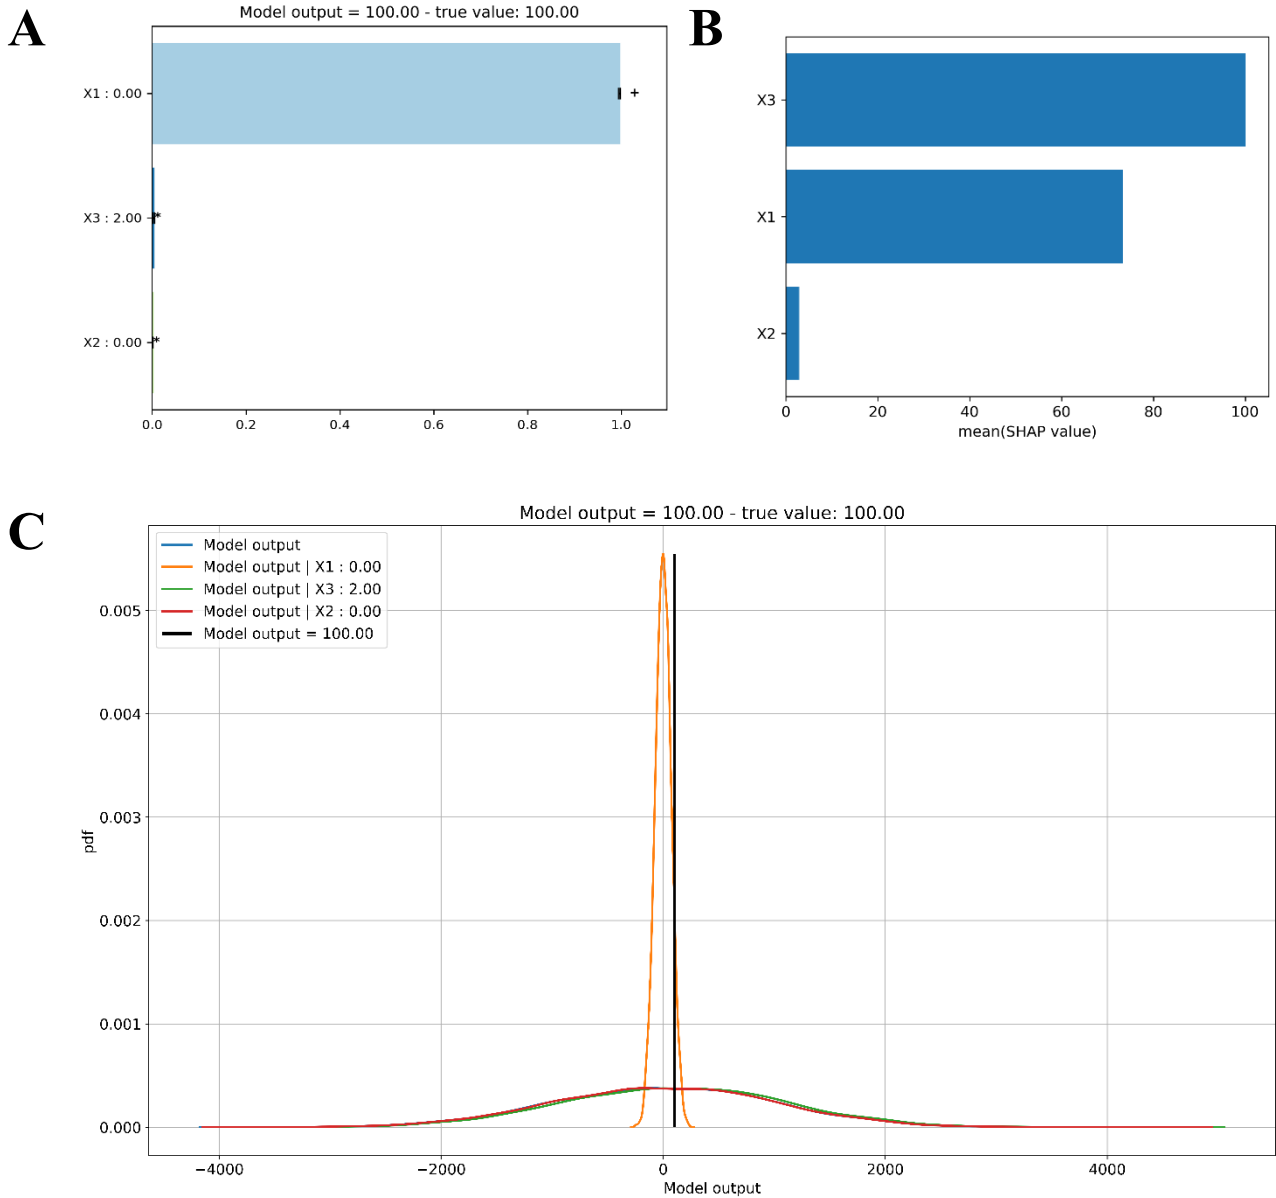 A
Model output = 100.00 - true value: 100.00
X1 : 0.00
+
X3 : 2.00
*
X2 : 0.00
*
0.0 0.2 0.4 0.6 0.8 1.0
B
X3
X1
X2
0 20 40 60 80 100
mean(SHAP value)
C
Model output = 100.00 - true value: 100.00
Model output
Model output | X1 : 0.00
Model output | X3 : 2.00
Model output | X2 : 0.00
Model output = 100.00
0.005
0.004
0.003
0.002
0.001
0.000
pdf
−4000 −2000 0 2000 4000
Model output